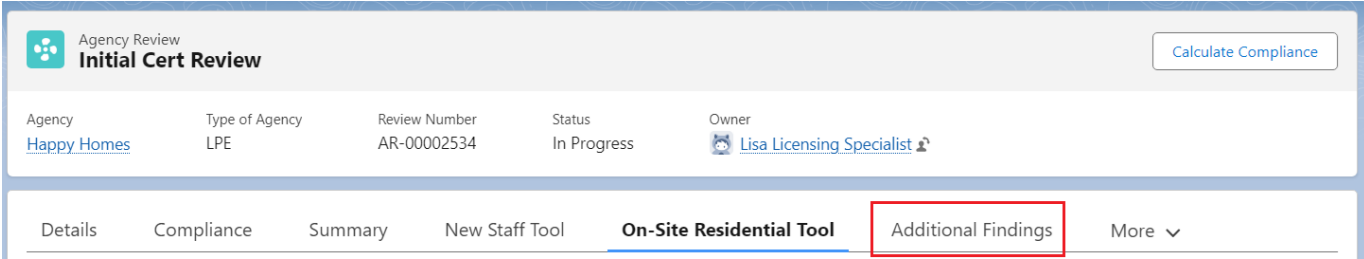 Agency Review
Initial Cert Review
Calculate Compliance
Agency Type of Agency Review Number Status Owner
Happy Homes LPE AR-00002534 In Progress Lisa Licensing Specialist
Details Compliance Summary New Staff Tool On-Site Residential Tool Additional Findings More